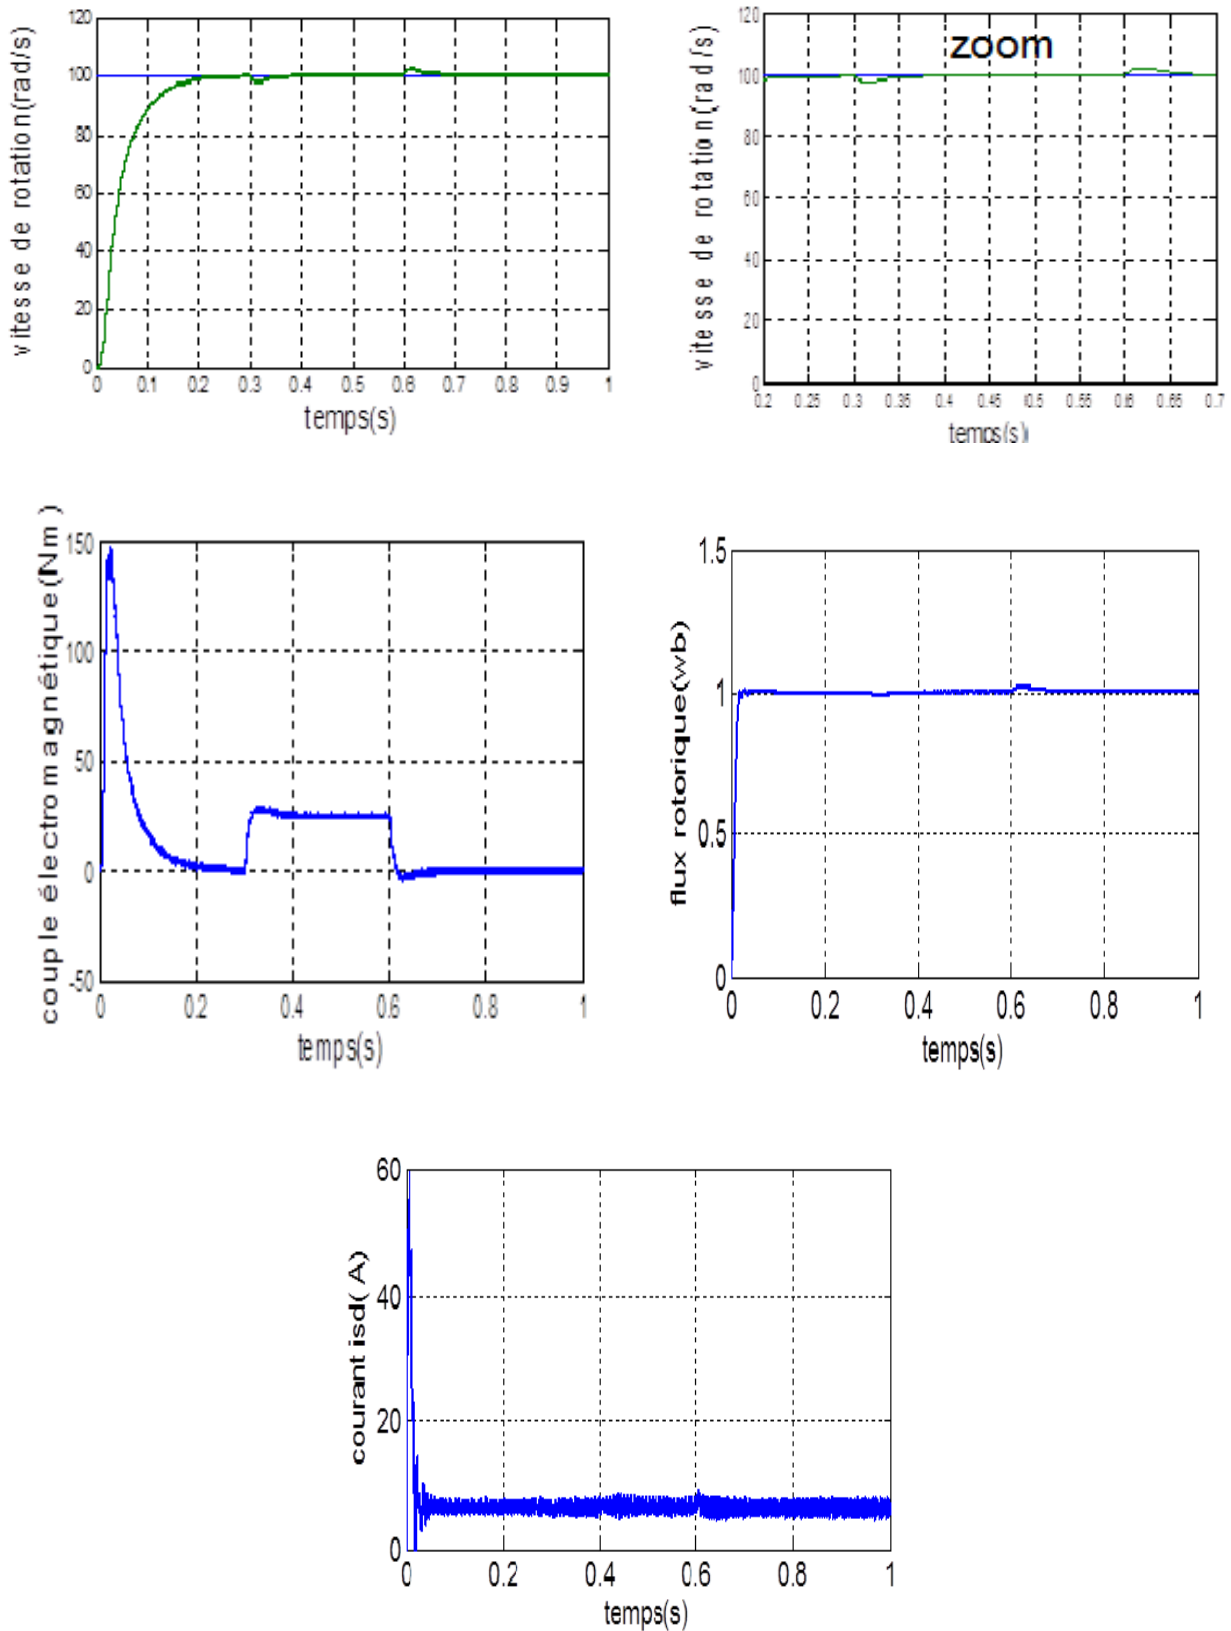 vitesse de rotation(rad/s)
120
100
80
60
40
20
0
0 0.1 0.2 0.3 0.4 0.5 0.6 0.7 0.8 0.9 1
temps(s)
zoom
vitesse de rotation(rad/s)
120
100
80
60
40
20
0
0.2 0.25 0.3 0.35 0.4 0.45 0.5 0.55 0.6 0.65 0.7
temps(s)
couple électromagnétique(Nm)
150
100
50
0
-50
0 0.2 0.4 0.6 0.8 1
temps(s)
flux rotorique(wb)
1.5
1
0.5
0
0 0.2 0.4 0.6 0.8 1
temps(s)
courant isd( A)
60
40
20
0
0 0.2 0.4 0.6 0.8 1
temps(s)